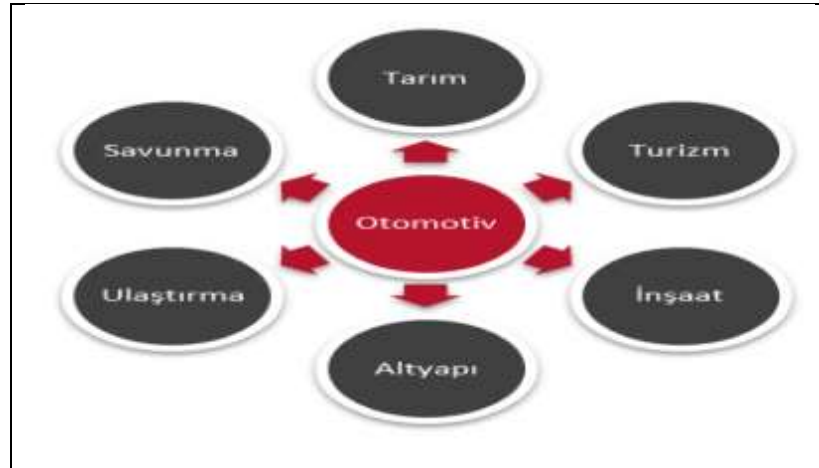 Tarım
Savunma
Turizm
Otomotiv
Ulaştırma
İnşaat
Altyapı